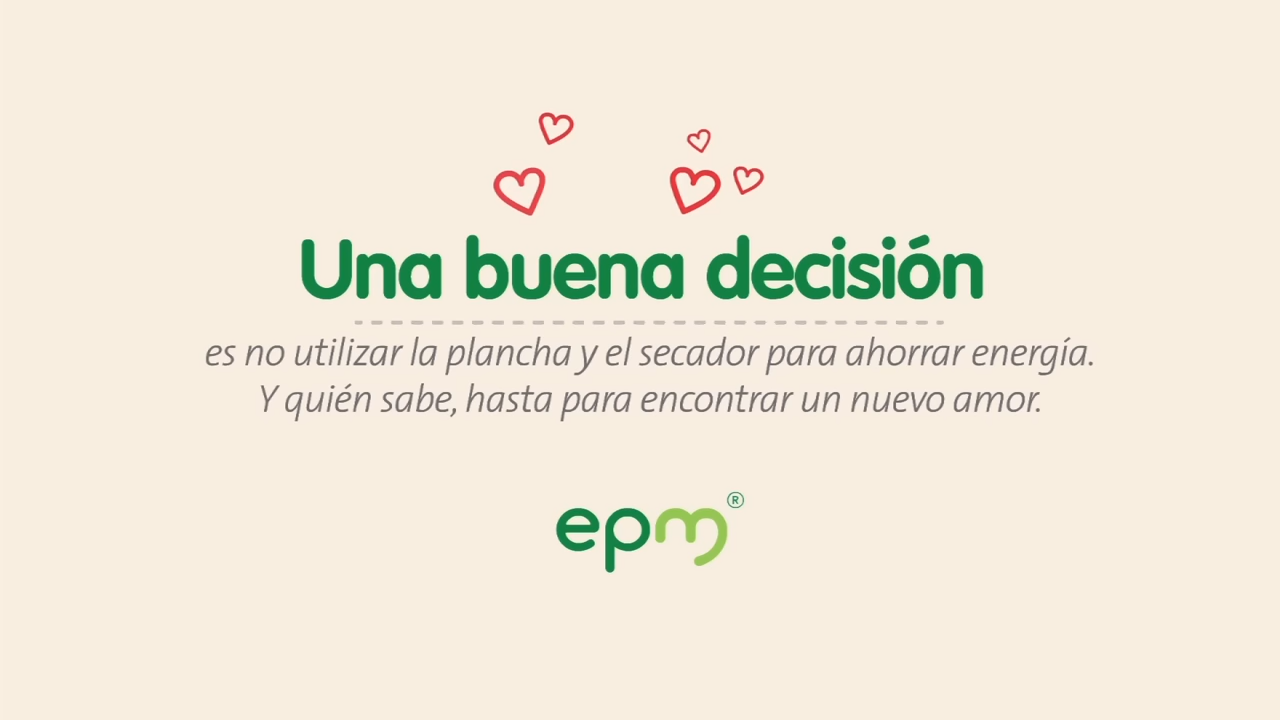 Una buena decisión
es no utilizar la plancha y el secador para ahorrar energía.
Y quién sabe, hasta para encontrar un nuevo amor.
epm®